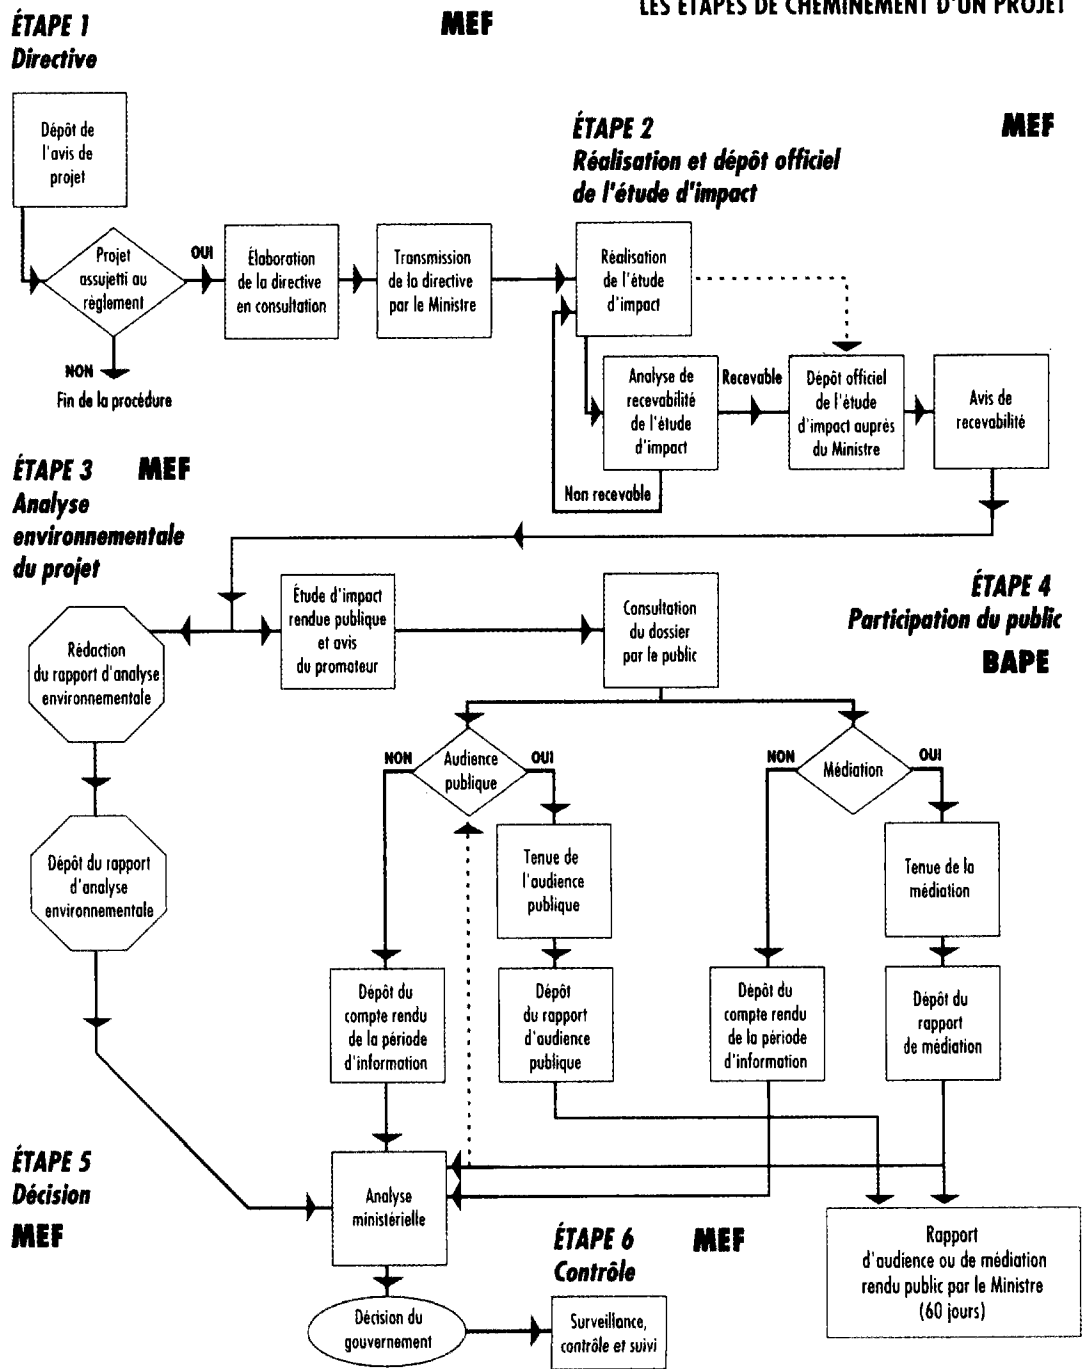 LES ÉTAPES DE CHEMINEMENT D'UN PROJET
ÉTAPE 1
Directive
MEF
Dépôt de
l'avis de
projet
Projet
assujetti au
règlement
OUI
NON
Fin de la procédure
Élaboration
de la directive
en consultation
Transmission
de la directive
par le Ministre
ÉTAPE 2
Réalisation et dépôt officiel
de l'étude d'impact
MEF
Réalisation
de l'étude
d'impact
Analyse de
recevabilité
de l'étude
d'impact
Recevable
Non recevable
Dépôt officiel
de l'étude
d'impact auprès
du Ministre
Avis de
recevabilité
ÉTAPE 3
MEF
Analyse
environnementale
du projet
Rédaction
du rapport d'analyse
environnementale
Dépôt du rapport
d'analyse
environnementale
Étude d'impact
rendue publique
et avis
du promoteur
Consultation
du dossier
par le public
ÉTAPE 4
Participation du public
BAPE
NON
Audience
publique
OUI
NON
Médiation
OUI
Tenue de
l'audience
publique
Tenue de la
médiation
Dépôt du
compte rendu
de la période
d'information
Dépôt
du rapport
d'audience
publique
Dépôt du
compte rendu
de la période
d'information
Dépôt du
rapport
de médiation
ÉTAPE 5
Décision
MEF
Analyse
ministérielle
Décision du
gouvernement
ÉTAPE 6
Contrôle
MEF
Surveillance,
contrôle et suivi
Rapport
d'audience ou de médiation
rendu public par le Ministre
(60 jours)